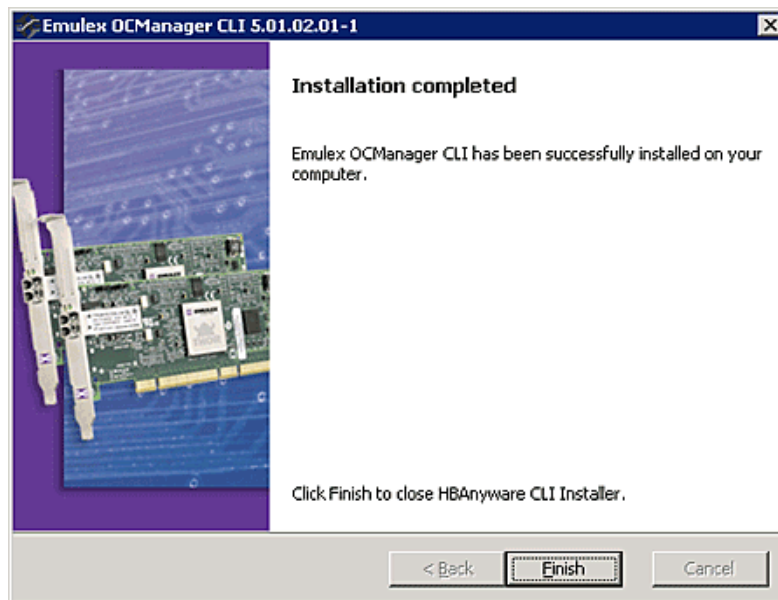 Emulex OCManager CLI 5.01.02.01-1
Installation completed
Emulex OCManager CLI has been successfully installed on your
computer.
THOR
Click Finish to close HBAnyware CLI Installer.
< Back
Finish
Cancel